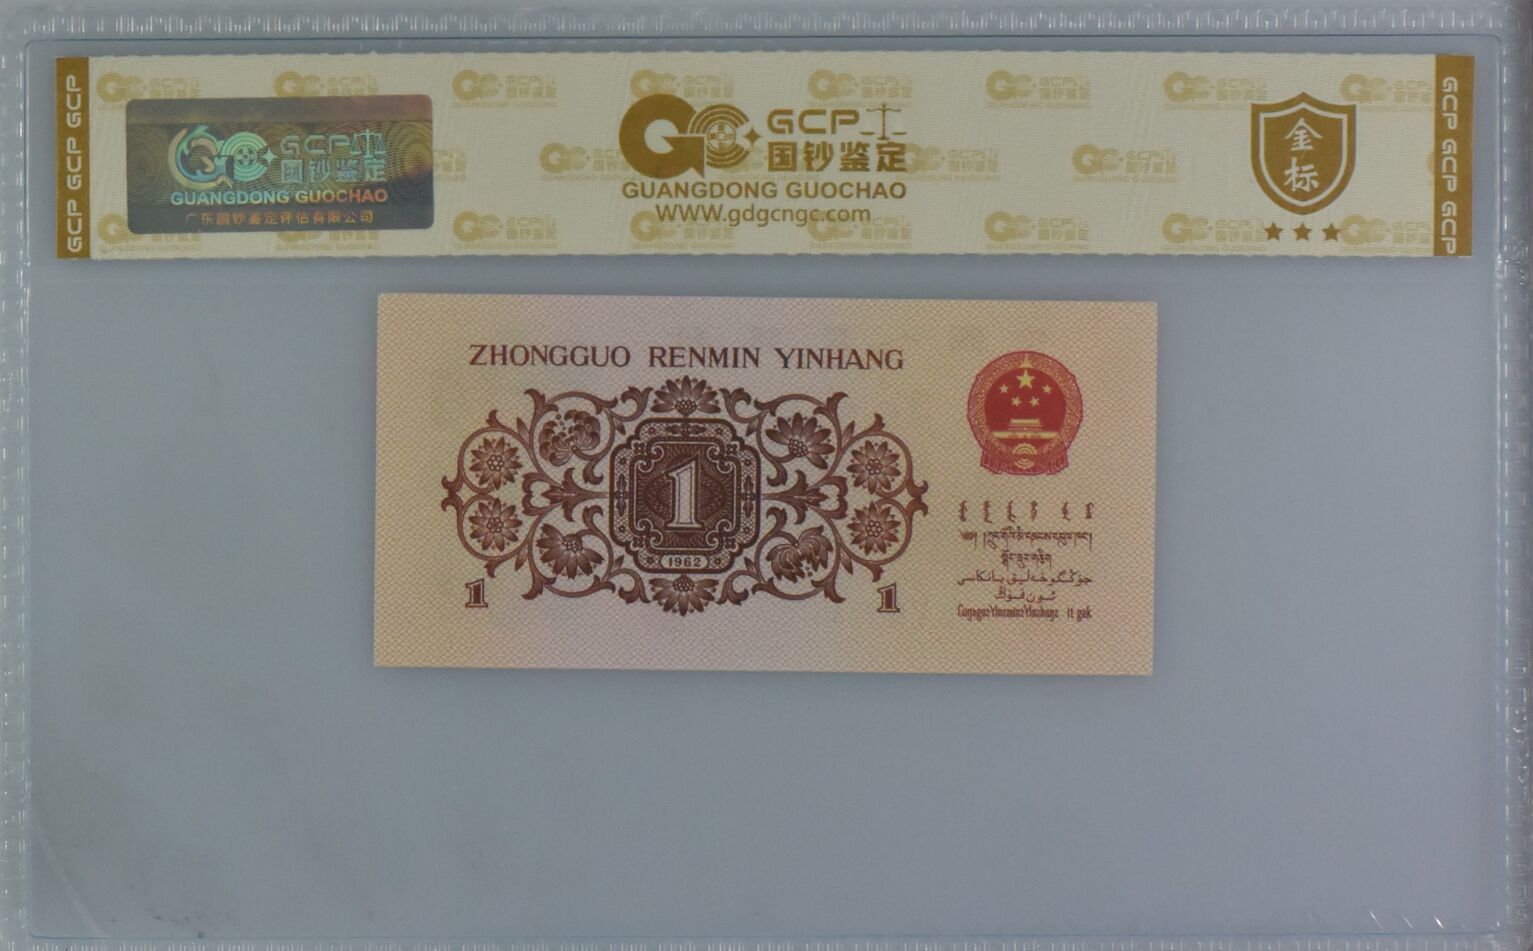 GCP GCP GCP
GCP
国钞鉴定
GUANGDONG GUOCHAO
广东国钞鉴定评估有限公司
GCP
国钞鉴定
GUANGDONG GUOCHAO
WWW.gdgcngc.com
金
标
GCP GCP GCP
ZHONGGUO RENMIN YINHANG
1
1962
1
1